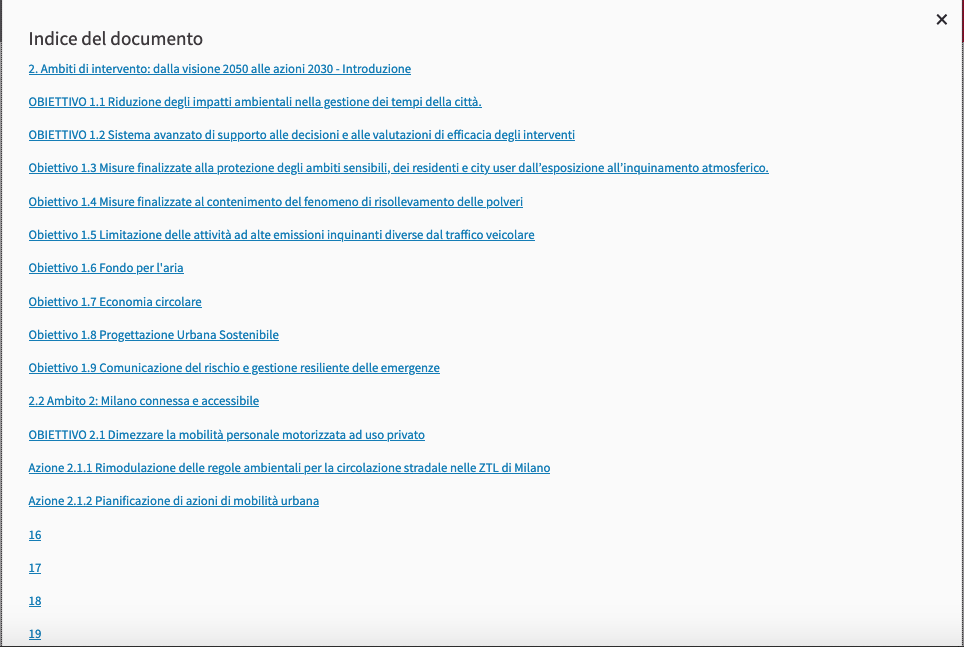 Indice del documento
2. Ambiti di intervento: dalla visione 2050 alle azioni 2030 - Introduzione
OBIETTIVO 1.1 Riduzione degli impatti ambientali nella gestione dei tempi della città.
OBIETTIVO 1.2 Sistema avanzato di supporto alle decisioni e alle valutazioni di efficacia degli interventi
Obiettivo 1.3 Misure finalizzate alla protezione degli ambiti sensibili, dei residenti e city user dall’esposizione all’inquinamento atmosferico.
Obiettivo 1.4 Misure finalizzate al contenimento del fenomeno di risollevamento delle polveri
Obiettivo 1.5 Limitazione delle attività ad alte emissioni inquinanti diverse dal traffico veicolare
Obiettivo 1.6 Fondo per l'aria
Obiettivo 1.7 Economia circolare
Obiettivo 1.8 Progettazione Urbana Sostenibile
Obiettivo 1.9 Comunicazione del rischio e gestione resiliente delle emergenze
2.2 Ambito 2: Milano connessa e accessibile
OBIETTIVO 2.1 Dimezzare la mobilità personale motorizzata ad uso privato
Azione 2.1.1 Rimodulazione delle regole ambientali per la circolazione stradale nelle ZTL di Milano
Azione 2.1.2 Pianificazione di azioni di mobilità urbana
16
17
18
19